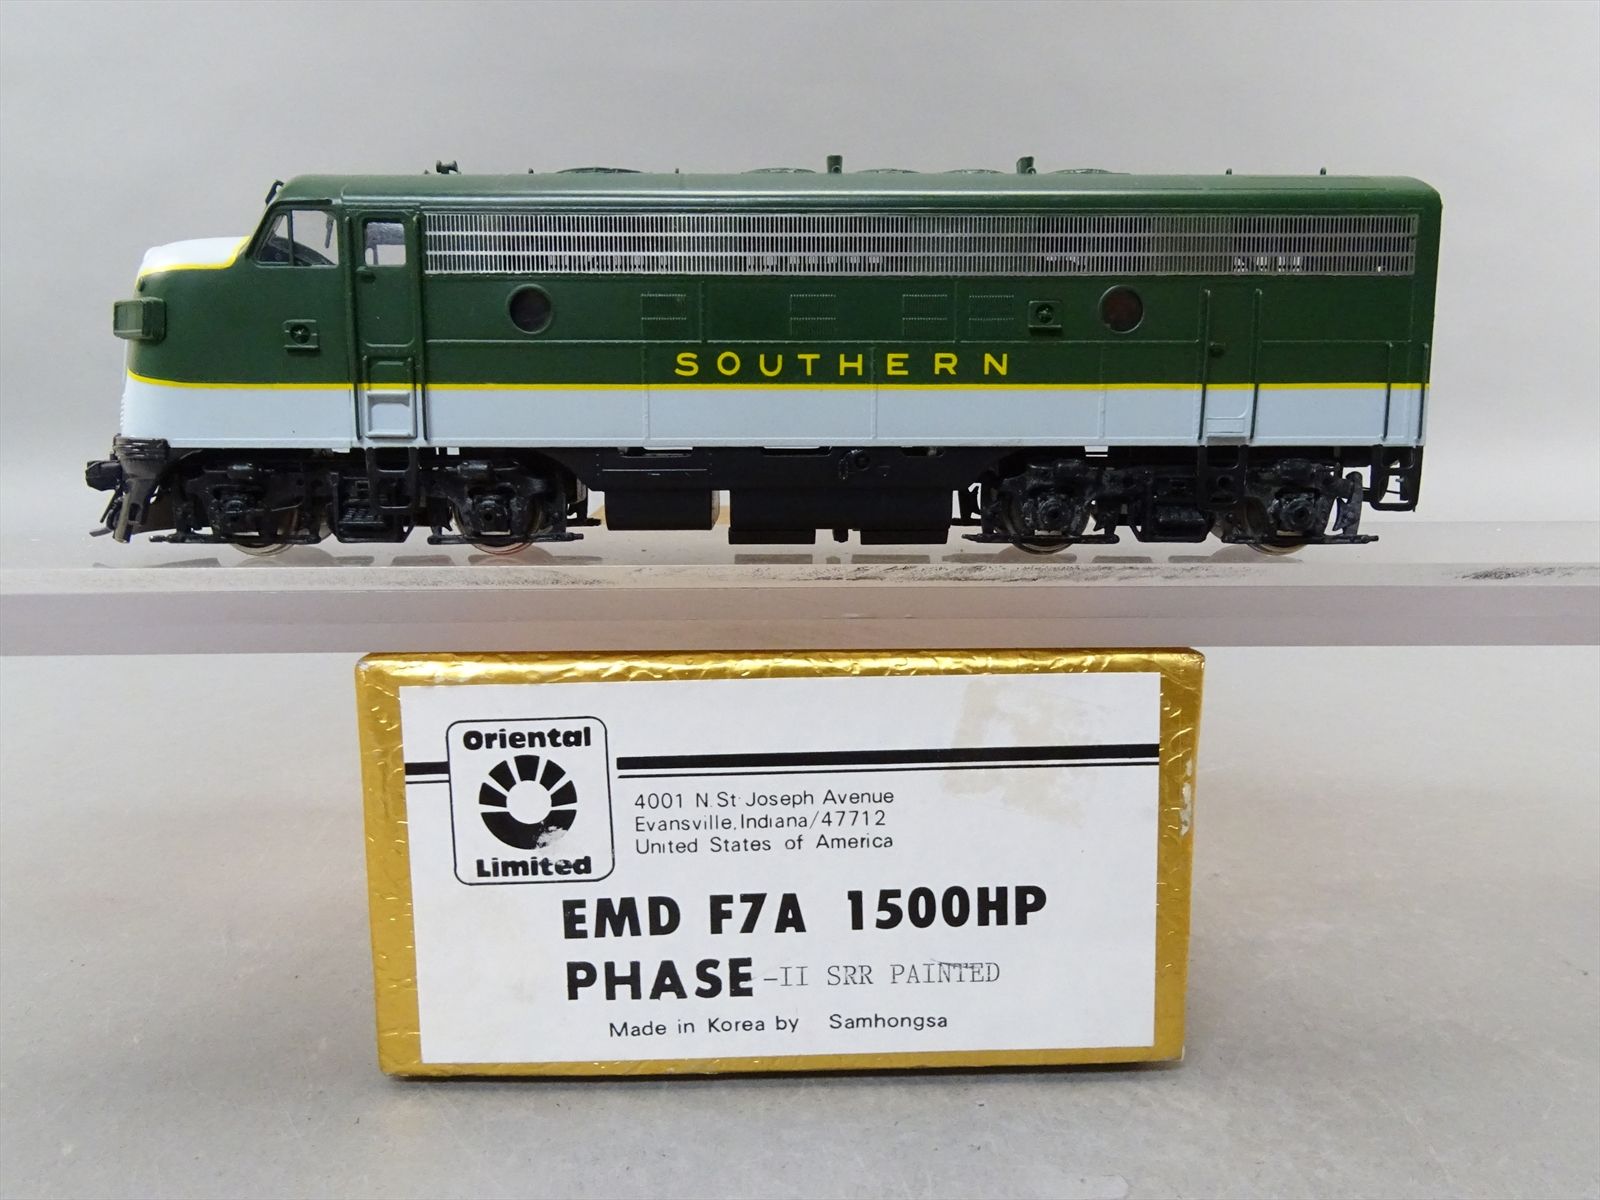 SOUTHERN
Oriental
Limited
4001 N. St. Joseph Avenue
Evansville, Indiana/47712
United States of America
EMD F7A 1500HP
PHASE -II SRR PAINTED
Made in Korea by Samhongsa